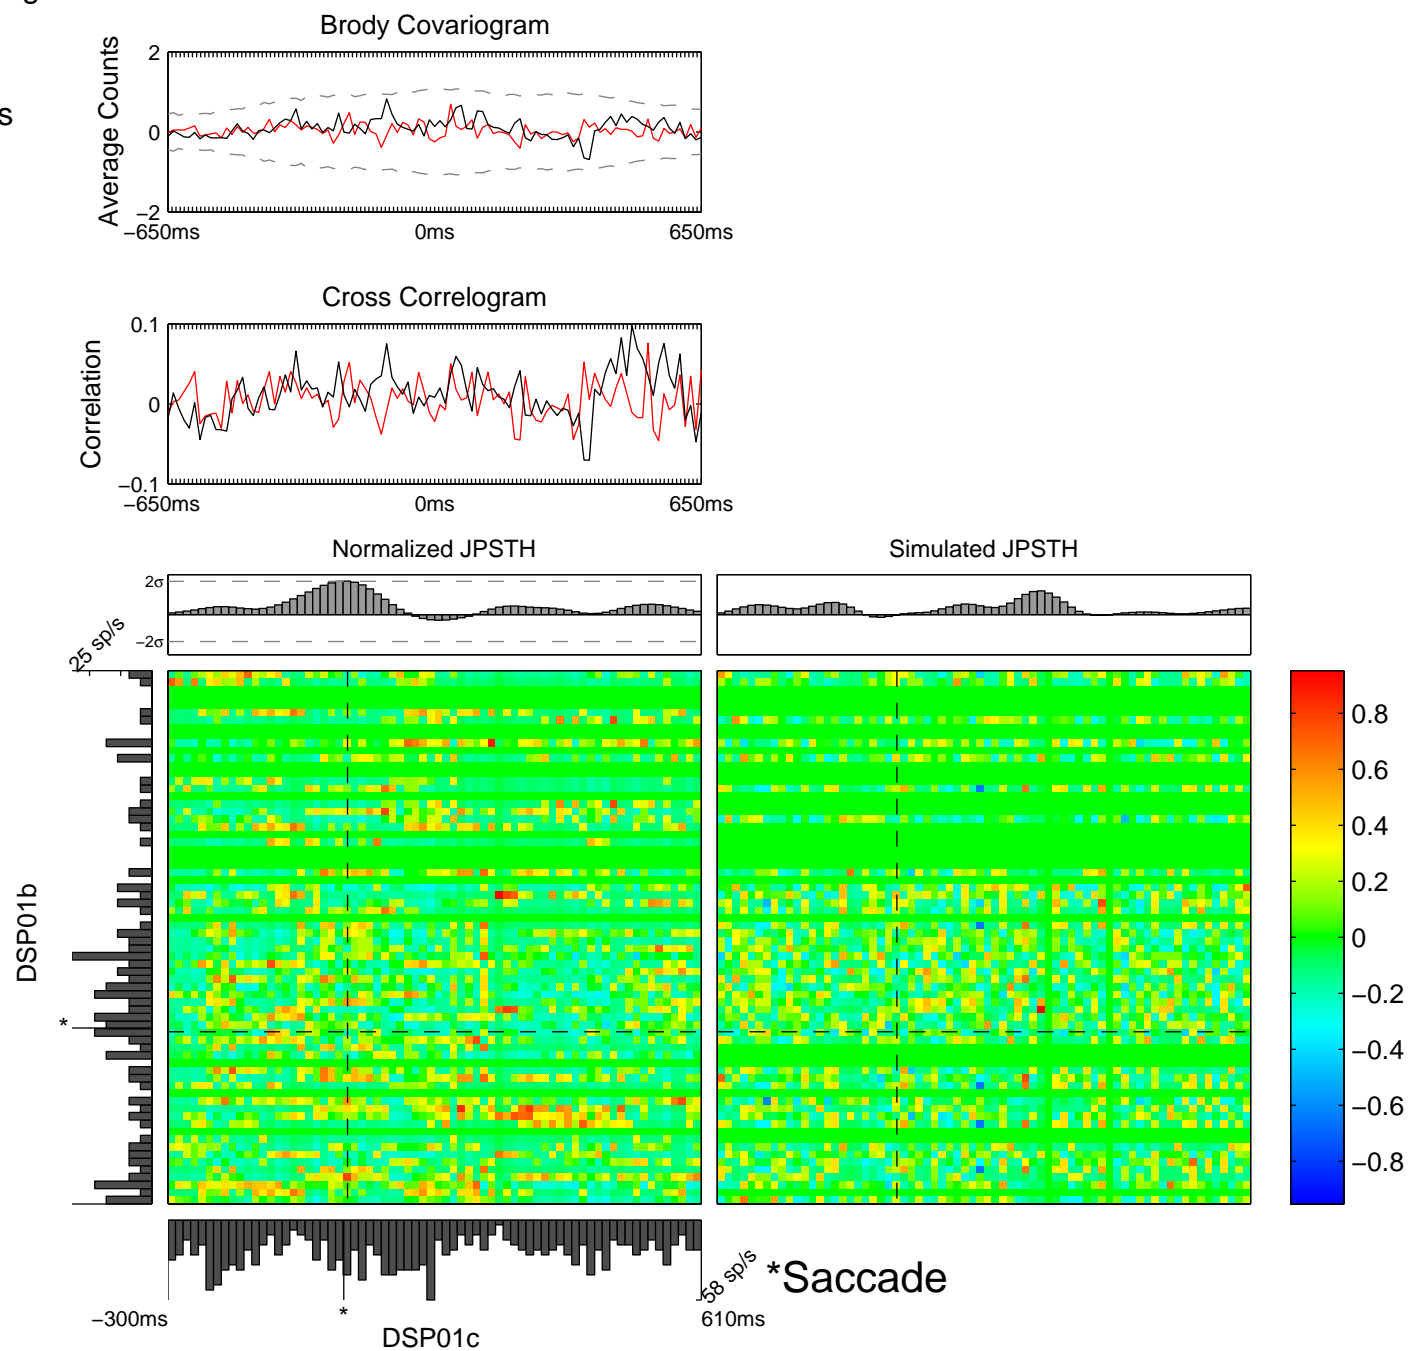 g
Brody Covariogram
s
Average Counts
2
0
−2
−650ms
0ms
650ms
Cross Correlogram
Correlation
0.1
0
−0.1
−650ms
0ms
650ms
Normalized JPSTH
Simulated JPSTH
2σ
−2σ
25 sp/s
DSP01b
*
0.8
0.6
0.4
0.2
0
−0.2
−0.4
−0.6
−0.8
58 sp/s
*Saccade
*
−300ms
610ms
DSP01c